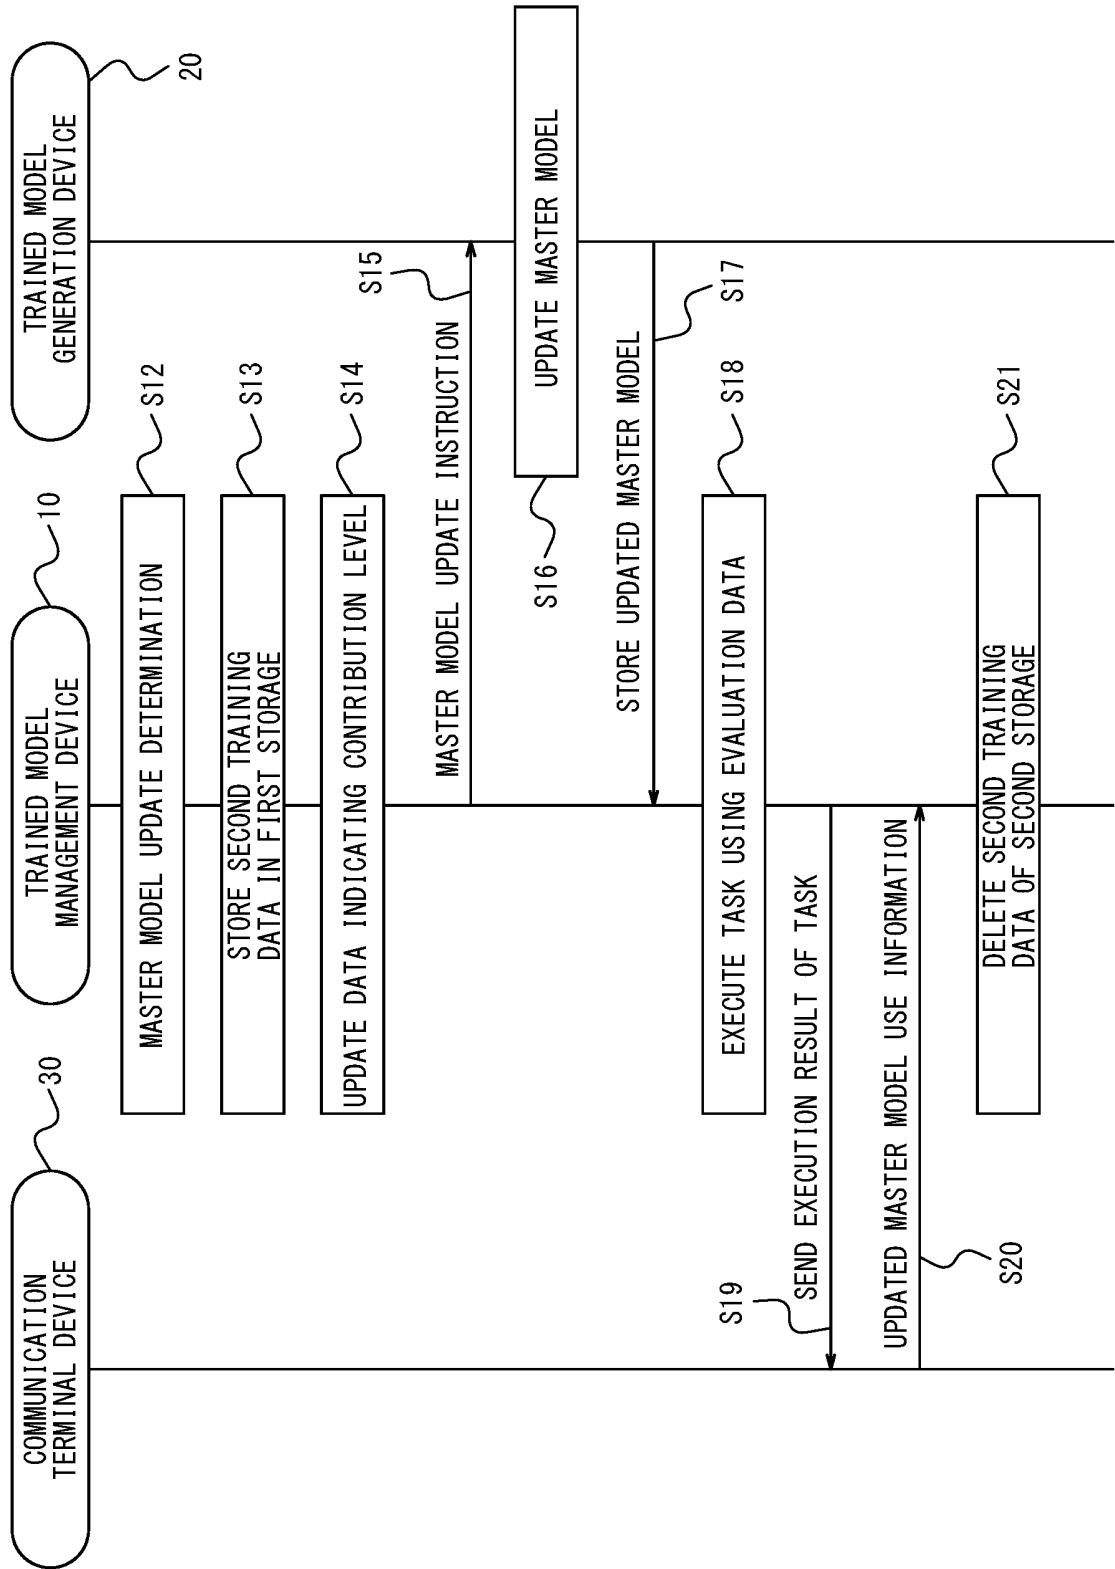 COMMUNICATION
TERMINAL DEVICE
30
TRAINED MODEL
MANAGEMENT DEVICE
10
TRAINED MODEL
GENERATION DEVICE
20
MASTER MODEL UPDATE DETERMINATION
S12
STORE SECOND TRAINING
DATA IN FIRST STORAGE
S13
UPDATE DATA INDICATING CONTRIBUTION LEVEL
S14
MASTER MODEL UPDATE INSTRUCTION
S15
S16
UPDATE MASTER MODEL
STORE UPDATED MASTER MODEL
S17
EXECUTE TASK USING EVALUATION DATA
S18
S19
SEND EXECUTION RESULT OF TASK
UPDATED MASTER MODEL USE INFORMATION
S20
DELETE SECOND TRAINING
DATA OF SECOND STORAGE
S21